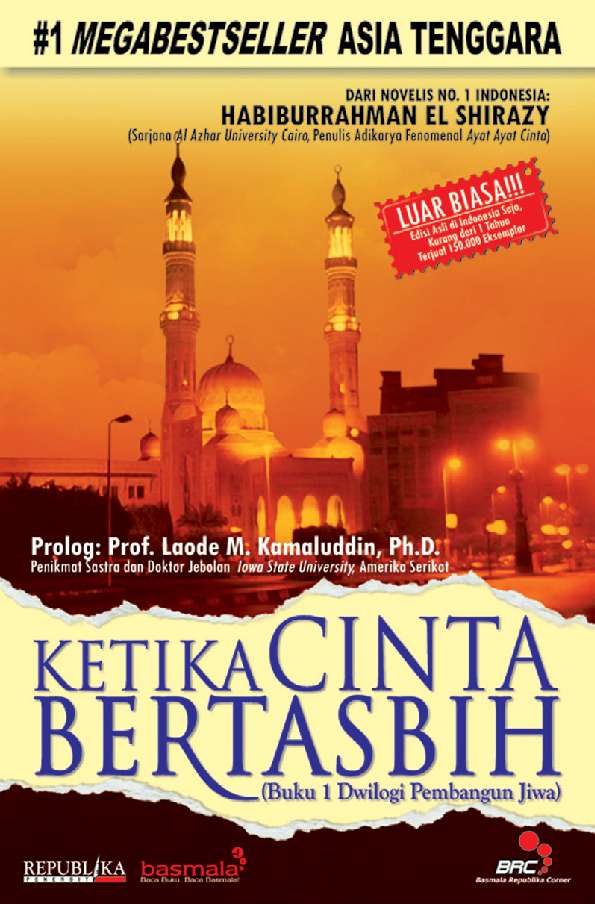 #1 MEGABESTSELLER ASIA TENGGARA
DARI NOVELIS NO. 1 INDONESIA:
HABIBURRAHMAN EL SHIRAZY
(Sarjana Al Azhar University Cairo, Penulis Adikarya Fenomenal Ayat Ayat Cinta)
LUAR BIASA!!!
Edisi Asli di Indonesia Saja,
Kurang dari 1 Tahun
Terjual 150.000 Eksemplar
Prolog: Prof. Laode M. Kamaluddin, Ph.D.
Penikmat Sastra dan Doktor Jebolan Iowa State University, Amerika Serikat
KETIKA CINTA
BERTASBIH
(Buku 1 Dwilogi Pembangun Jiwa)
REPUBLIKA
PENERBIT
basmala
Baca Buku, Baca Basmala!
BRC
Basmala Republika Corner